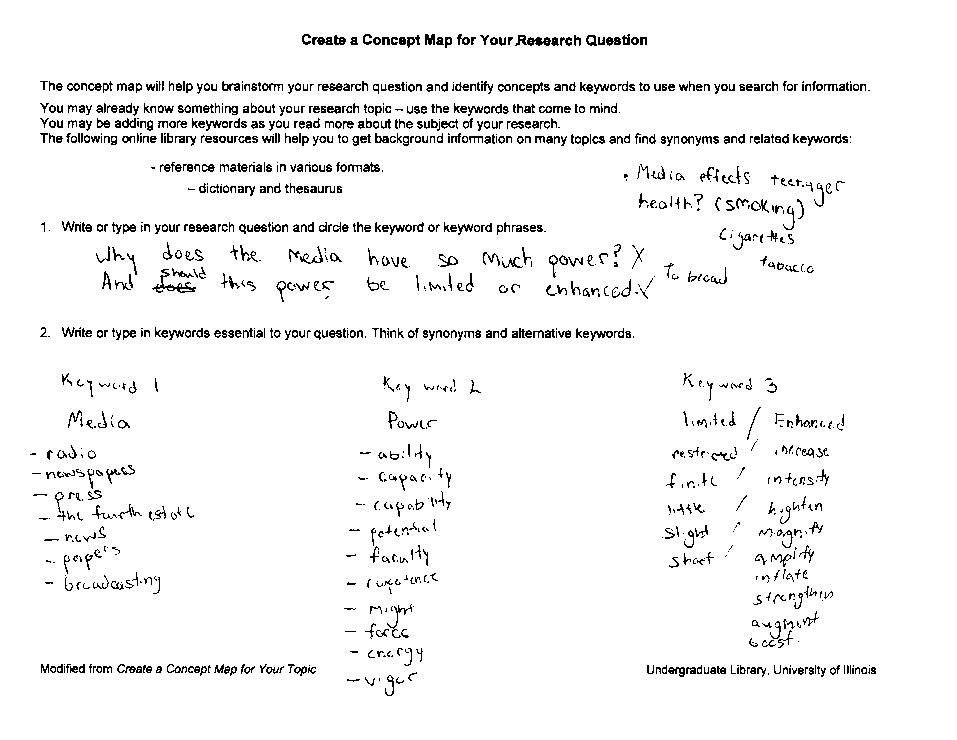 Create a Concept Map for Your Research Question
The concept map will help you brainstorm your research question and identify concepts and keywords to use when you search for information.
You may already know something about your research topic – use the keywords that come to mind.
You may be adding more keywords as you read more about the subject of your research.
The following online library resources will help you to get background information on many topics and find synonyms and related keywords:
- reference materials in various formats.
– dictionary and thesaurus
• Media effects teenager
health? (smoking)
Cigarettes
tobacco
1. Write or type in your research question and circle the keyword or keyword phrases.
Why does the Media have so much power? X
And does should this power be limited or enhanced. X
To broad
2. Write or type in keywords essential to your question. Think of synonyms and alternative keywords.
Keyword 1
Media
- radio
- newspapers
- press
- the fourth estate
- news
- papers
- broadcasting
Key word 2
Power
- ability
- capacity
- capability
- potential
- faculty
- might
- force
- energy
- vigor
Keyword 3
limited / Enhanced
restricted / increase
finite / intensify
little / highten
slight / magnify
short / amplify
inflate
strengthen
augment
boost
Modified from Create a Concept Map for Your Topic
Undergraduate Library, University of Illinois